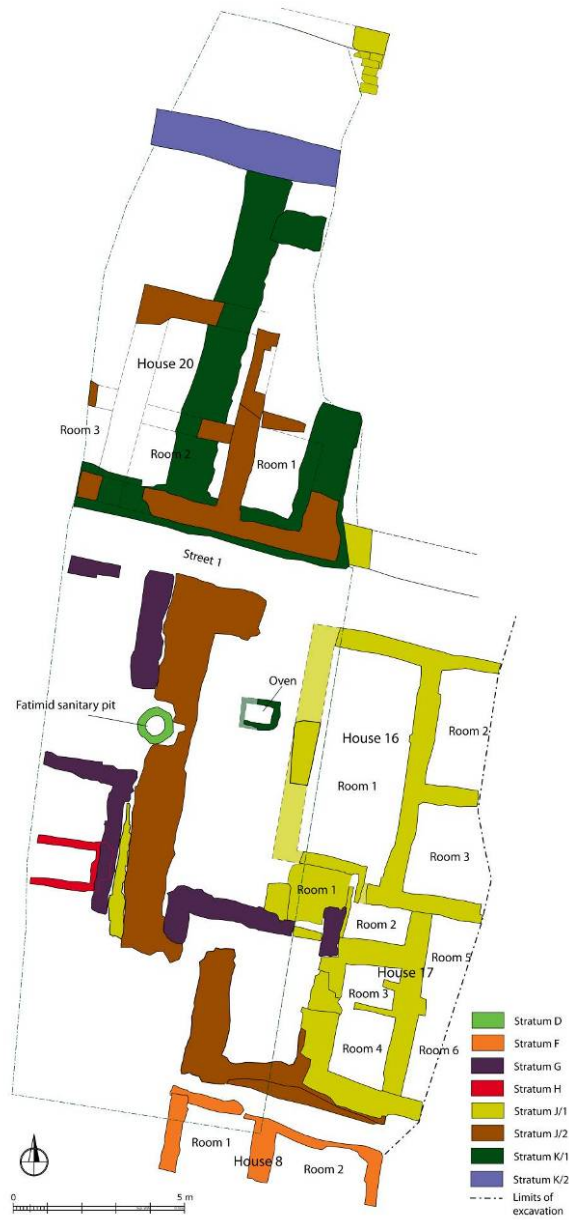 House 20
Room 3
Room 2
Room 1
Street 1
Oven
Fatimid sanitary pit
House 16
Room 2
Room 1
Room 3
Room 1
Room 2
Room 5
House 17
Room 3
Room 4
Room 6
Room 1
House 8
Room 2
0
5 m
Stratum D
Stratum F
Stratum G
Stratum H
Stratum J/1
Stratum J/2
Stratum K/1
Stratum K/2
Limits of
excavation